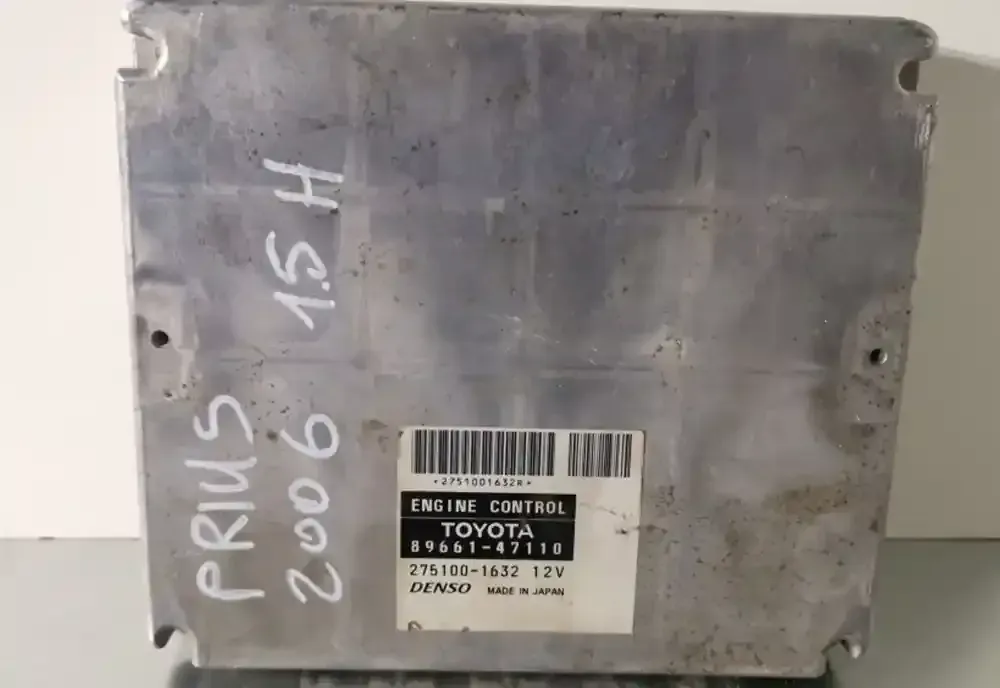 PRIUS
2006 1.5 H
*2751001632R*
ENGINE CONTROL
TOYOTA
89661-47110
275100-1632 12V
DENSO MADE IN JAPAN